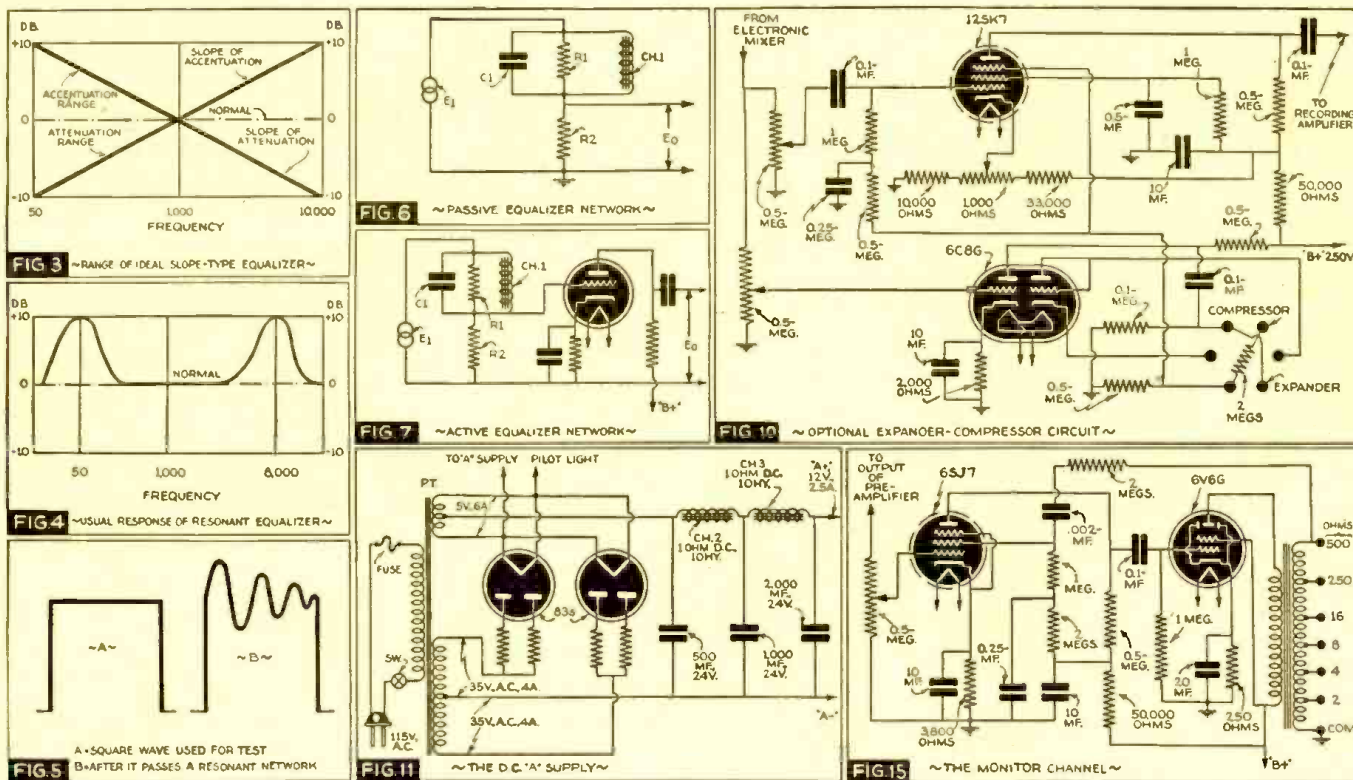 DB.
DB.
+10
+10
SLOPE OF
ACCENTUATION
ACCENTUATION
RANGE
NORMAL
0
0
ATTENUATION
RANGE
SLOPE OF
ATTENUATION
-10
-10
50
1,000
10,000
FREQUENCY
FIG. 3
~RANGE OF IDEAL SLOPE-TYPE EQUALIZER~
DB.
DB.
+10
+10
NORMAL
0
0
-10
-10
50
1,000
6,000
FREQUENCY
FIG.4
~USUAL RESPONSE OF RESONANT EQUALIZER~
~A~
~B~
A=SQUARE WAVE USED FOR TEST
B=AFTER IT PASSES A RESONANT NETWORK
FIG.5
C1
R1
CH.1
E1
R2
Eo
FIG. 6
~PASSIVE EQUALIZER NETWORK~
C1
CH.1
R1
E1
R2
Eo
"B+"
FIG. 7
~ACTIVE EQUALIZER NETWORK~
FROM
ELECTRONIC
MIXER
12SK7
0.1-
MF.
0.1-
MF.
1
MEG.
0.5-
MEG.
TO
RECORDING
AMPLIFIER
0.5-
MF.
1
MEG.
10
MF.
0.5-
MEG.
0.25-
MEG.
0.5-
MEG.
10,000
OHMS
1,000
OHMS
33,000
OHMS
50,000
OHMS
0.5-
MEG.
6C8G
"B+" 250V.
0.1-
MF.
0.1-
MEG.
COMPRESSOR
0.5-
MEG.
10
MF.
2,000
OHMS
0.5-
MEG.
EXPANDER
2
MEGS
FIG 10
~OPTIONAL EXPANDER-COMPRESSOR CIRCUIT~
TO "A" SUPPLY
PILOT LIGHT
P.T.
5V.,6A.
CH.3
1 OHM D.C.
10HY.
"A+"
12V.
2.5A.
CH.2
1 OHM D.C.,
10HY.
FUSE
83s
2,000
MF.,
24V.
SW.
500
MF.,
24V.
1,000
MF.,
24V.
35V.,A.C.,4A.
35V.,A.C.,4A.
"A-"
115V.,
A.C.
FIG.11
~THE D.C. "A" SUPPLY~
TO
OUTPUT
OF
PRE-
AMPLIFIER
6SJ7
2
MEGS.
6V6G
.002-
MF.
OHMS
500
0.1-
MF.
250
1
MEG.
16
0.5-
MEG.
2
MEGS.
1 MEG.
8
0.5-
MEG.
0.25-
MF.
4
10
MF.
20
MF.
2
3,800
OHMS
10
MF.
50,000
OHMS
250
OHMS
COM.
"B+"
FIG.15
~THE MONITOR CHANNEL~